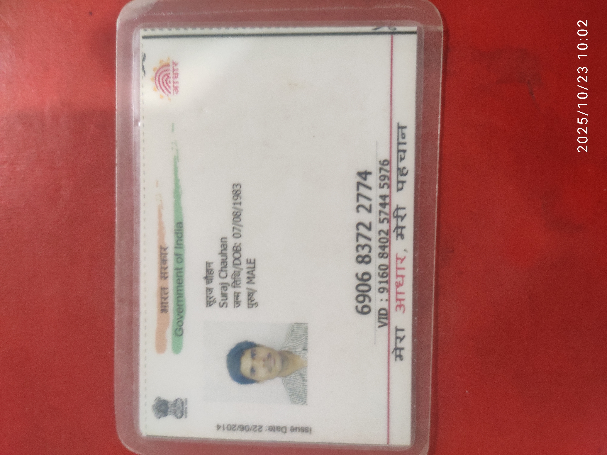 भारत सरकार
Government of India
आधार
Issue Date: 22/06/2014
सूरज चौहान
Suraj Chauhan
जन्म तिथि/DOB: 07/08/1983
पुरुष/ MALE
6906 8372 2774
VID : 9160 8402 5744 5976
मेरा आधार, मेरी पहचान
2025/10/23 10:02